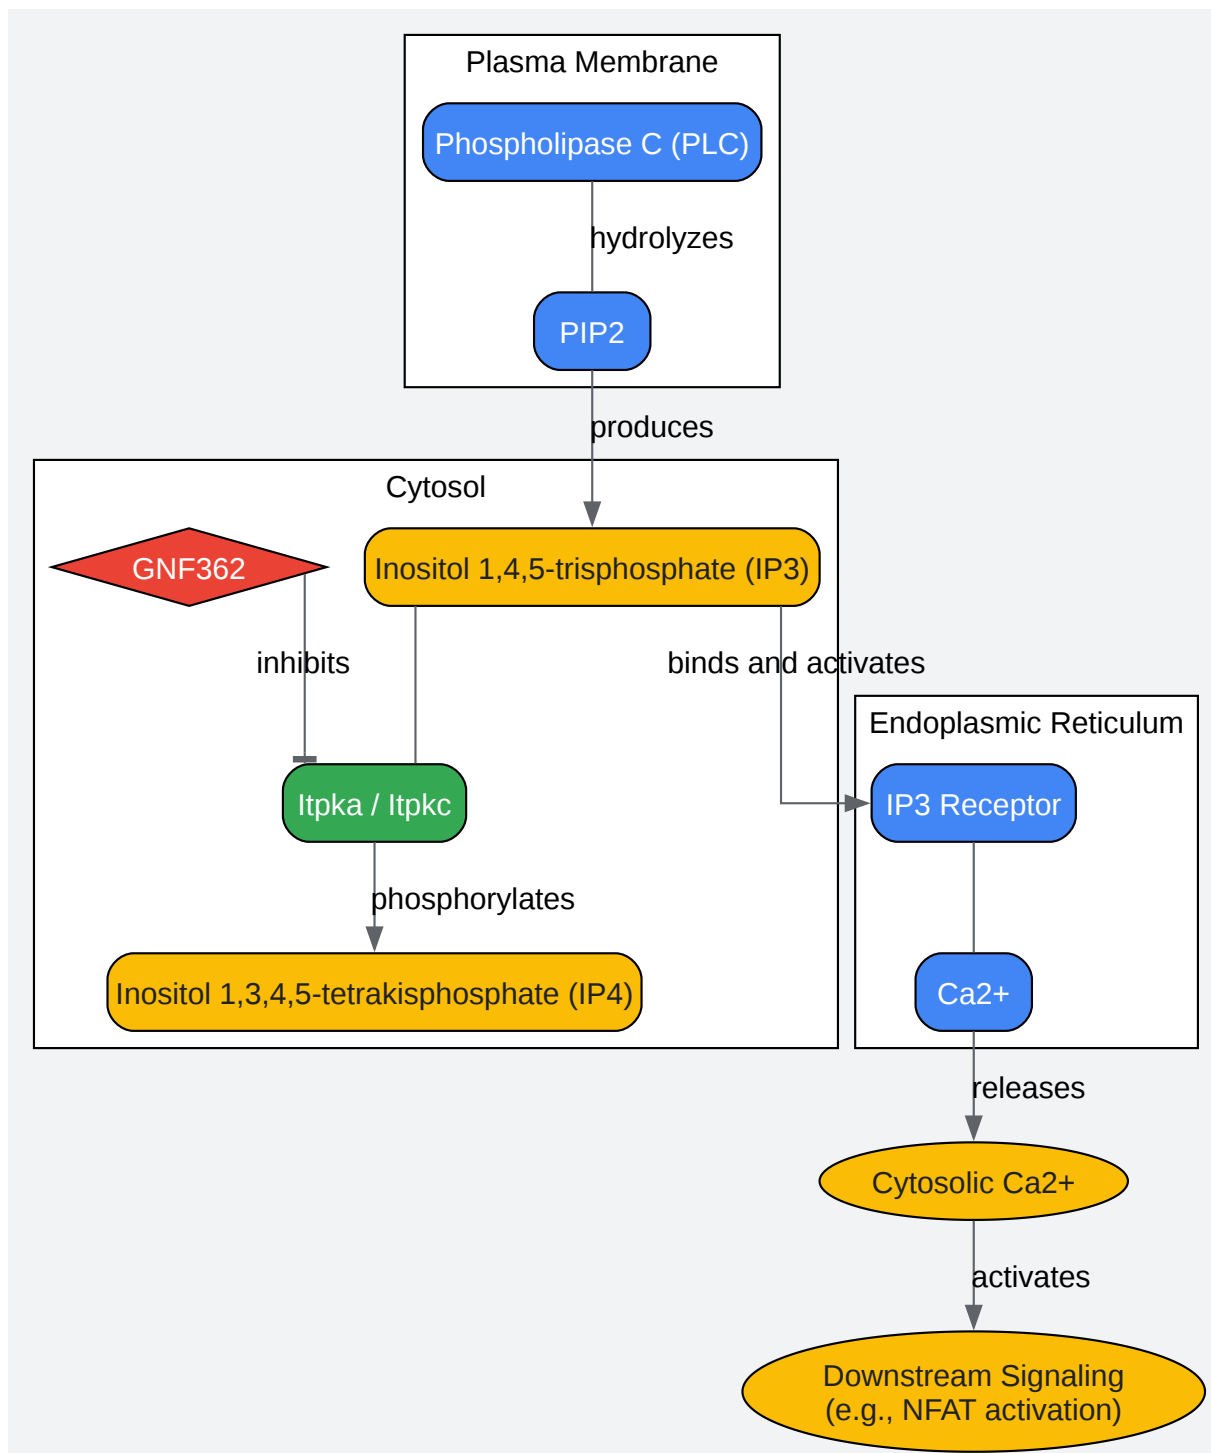 Plasma Membrane
Phospholipase C (PLC)
hydrolyzes
PIP2
produces
Cytosol
GNF362
Inositol 1,4,5-trisphosphate (IP3)
inhibits
binds and activates
Endoplasmic Reticulum
Itpka / Itpkc
IP3 Receptor
phosphorylates
Inositol 1,3,4,5-tetrakisphosphate (IP4)
Ca2+
releases
Cytosolic Ca2+
activates
Downstream Signaling
(e.g., NFAT activation)